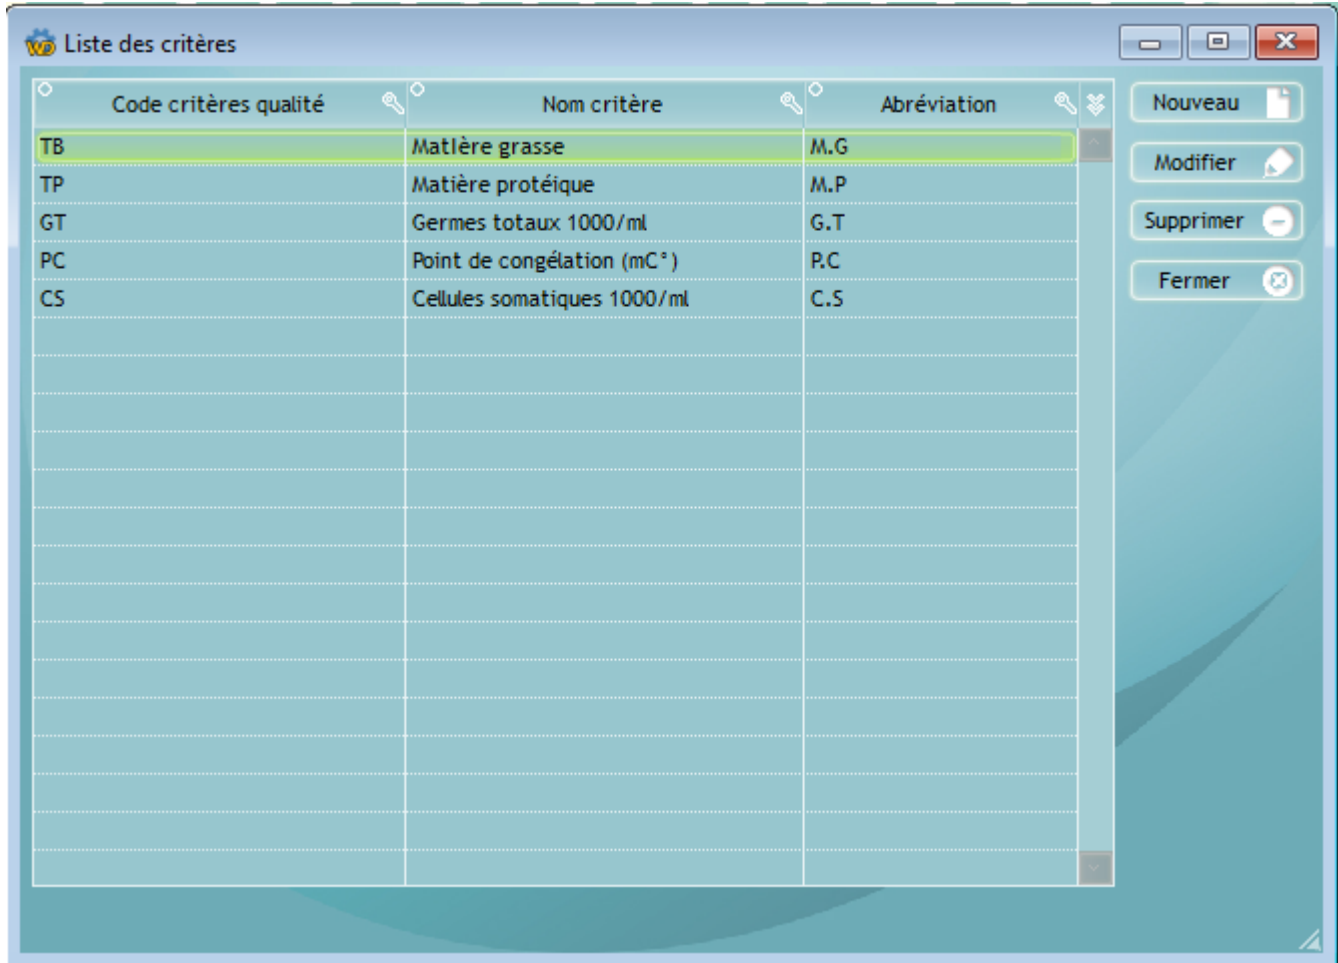 WD Liste des critères
Code critères qualité Nom critère Abréviation
TB Matière grasse M.G
TP Matière protéique M.P
GT Germes totaux 1000/ml G.T
PC Point de congélation (mC°) P.C
CS Cellules somatiques 1000/ml C.S
Nouveau
Modifier
Supprimer
Fermer